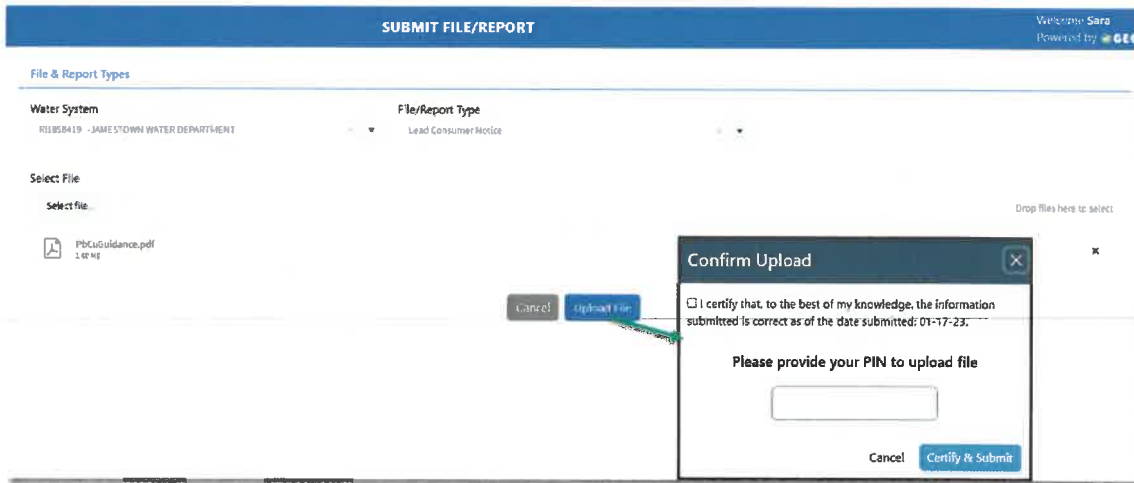 SUBMIT FILE/REPORT
Welcome Sara
Powered by GEC
File & Report Types
Water System
File/Report Type
RI1858419 - JAMESTOWN WATER DEPARTMENT
Lead Consumer Notice
Select File
Select file...
Drop files here to select
PbCuGuidance.pdf
Confirm Upload
I certify that, to the best of my knowledge, the information
submitted is correct as of the date submitted: 01-17-23.
Cancel
Upload File
Please provide your PIN to upload file
Cancel
Certify & Submit